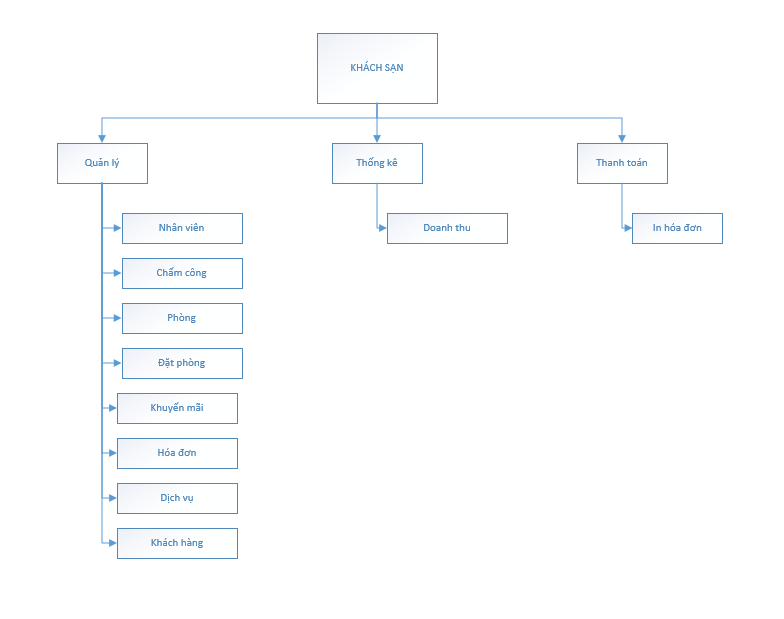 KHÁCH SẠN
Quản lý
Thống kê
Thanh toán
Nhân viên
Doanh thu
In hóa đơn
Chấm công
Phòng
Đặt phòng
Khuyến mãi
Hóa đơn
Dịch vụ
Khách hàng